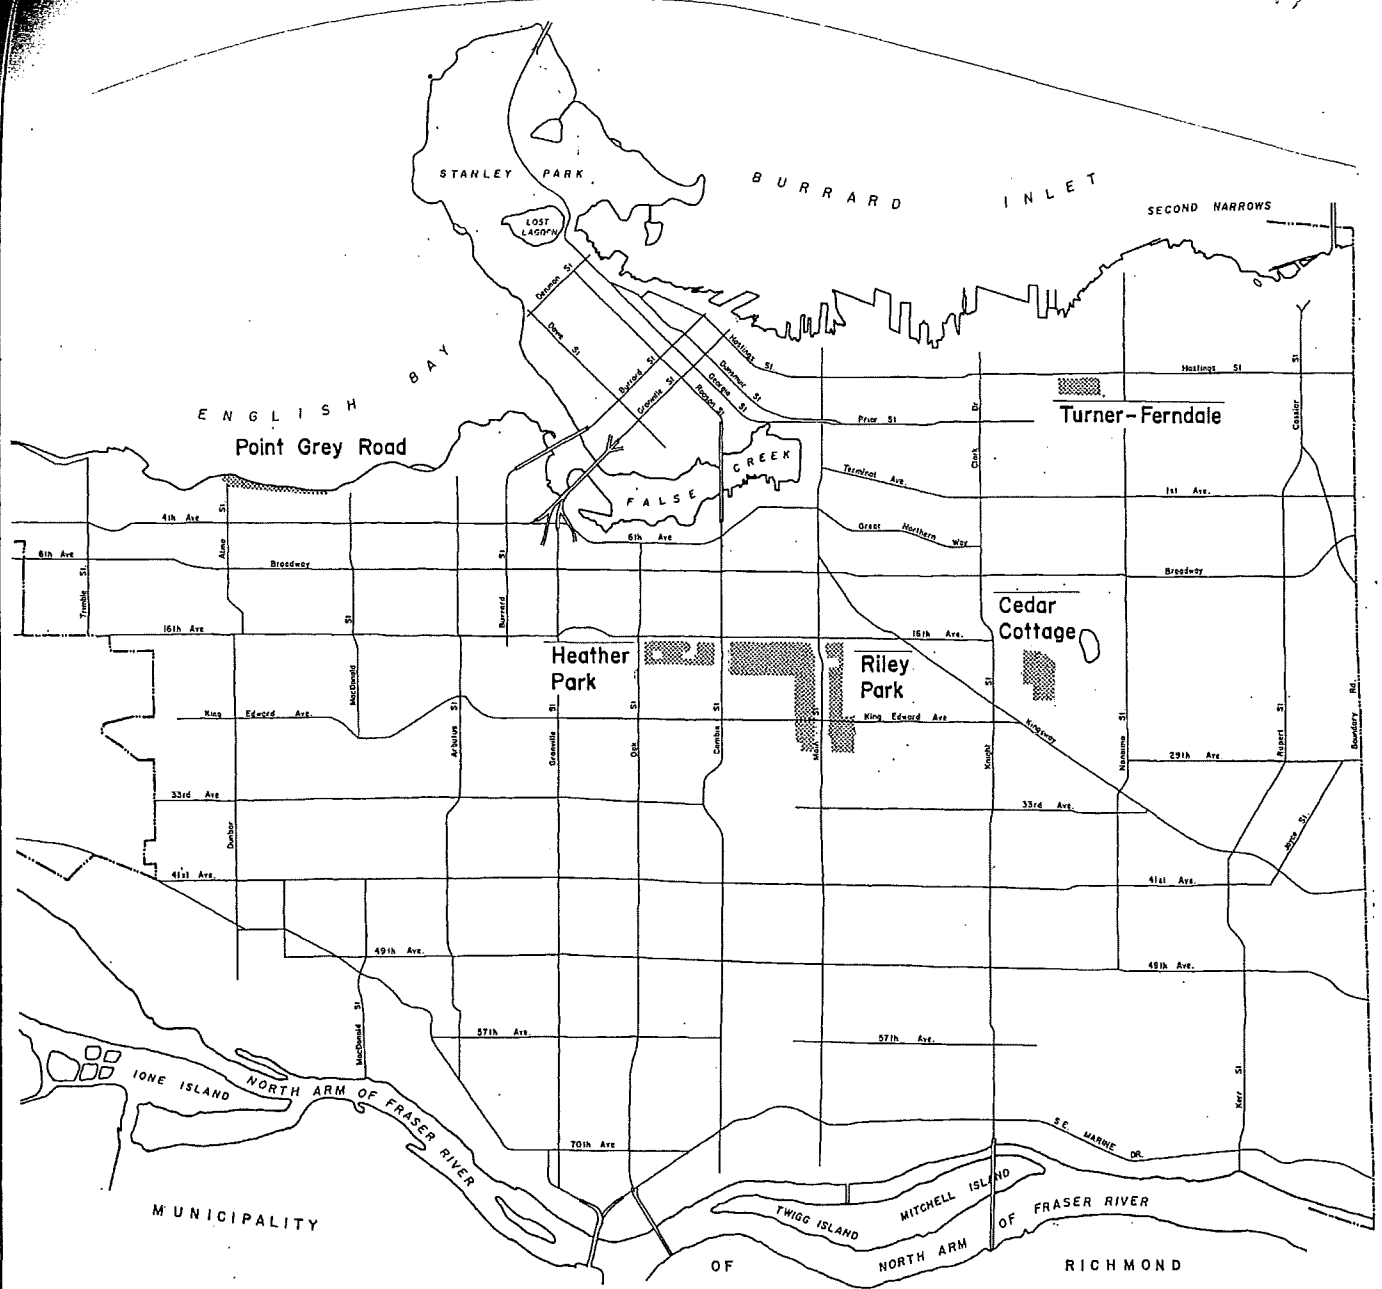 STANLEY PARK
LOST
LAGOON
BURRARD INLET
SECOND NARROWS
ENGLISH BAY
Denman St
Davie St
Burrard St
Granville St
Hastings St
Dunsmuir St
Georgia St
Robson St
Hastings St
Turner-Ferndale
Prior St
Cassiar St
Clark Dr
Point Grey Road
FALSE CREEK
Terminal Ave.
1st Ave.
4th Ave
Alma St
Great Northern Way
6th Ave
8th Ave
Broadway
Broadway
Trimble St.
Burrard St
MacDonald St
16th Ave
16th Ave.
Cedar
Cottage
Heather
Park
Riley
Park
King Edward Ave.
King Edward Ave
Kingsway
Arbutus St
Granville St
Oak St
Cambie St
Main St
Knight St
Nanaimo St
Rupert St
Boundary Rd.
29th Ave
33rd Ave
33rd Ave.
Dunbar
Joyce St.
41st Ave.
41st Ave.
49th Ave.
49th Ave.
MacDonald St
57th Ave.
57th Ave.
Kerr St
IONE ISLAND
NORTH ARM OF FRASER RIVER
70th Ave
S.E. MARINE DR.
MITCHELL ISLAND
TWIGG ISLAND
NORTH ARM OF FRASER RIVER
MUNICIPALITY OF RICHMOND